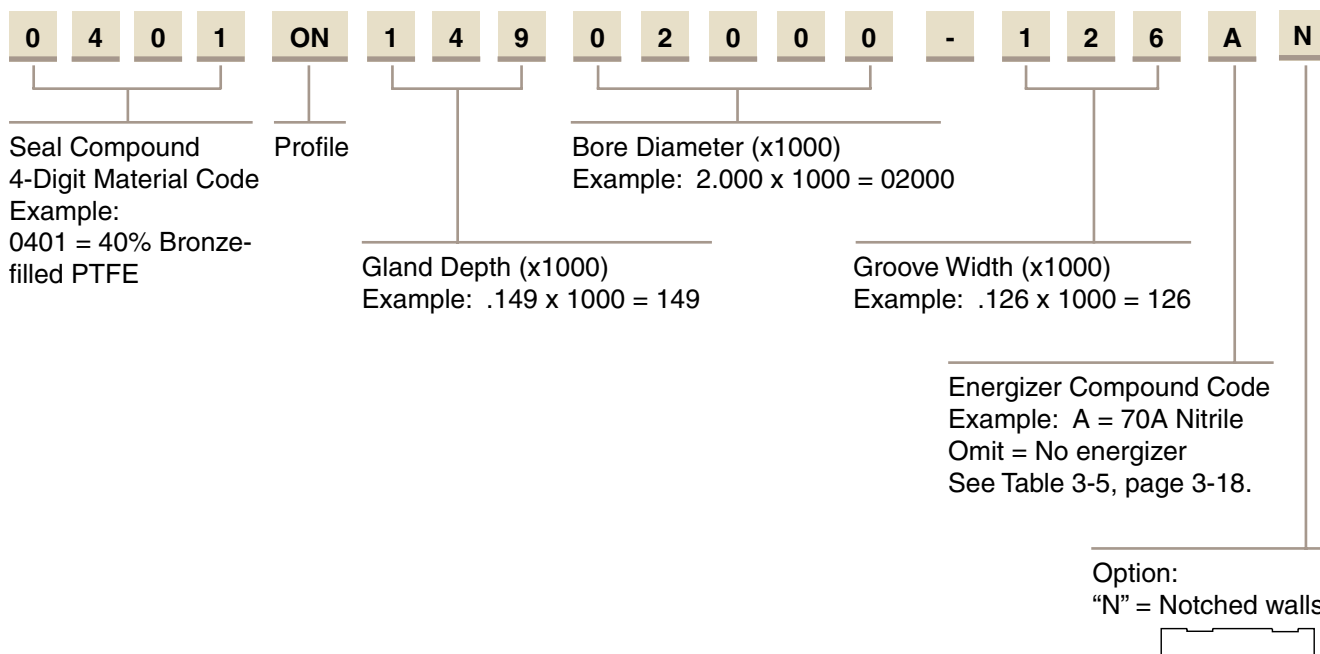 0 4 0 1 ON 1 4 9 0 2 0 0 0 - 1 2 6 A N
Seal Compound
4-Digit Material Code
Example:
0401 = 40% Bronze-
filled PTFE
Profile
Bore Diameter (x1000)
Example: 2.000 x 1000 = 02000
Gland Depth (x1000)
Example: .149 x 1000 = 149
Groove Width (x1000)
Example: .126 x 1000 = 126
Energizer Compound Code
Example: A = 70A Nitrile
Omit = No energizer
See Table 3-5, page 3-18.
Option:
“N” = Notched walls